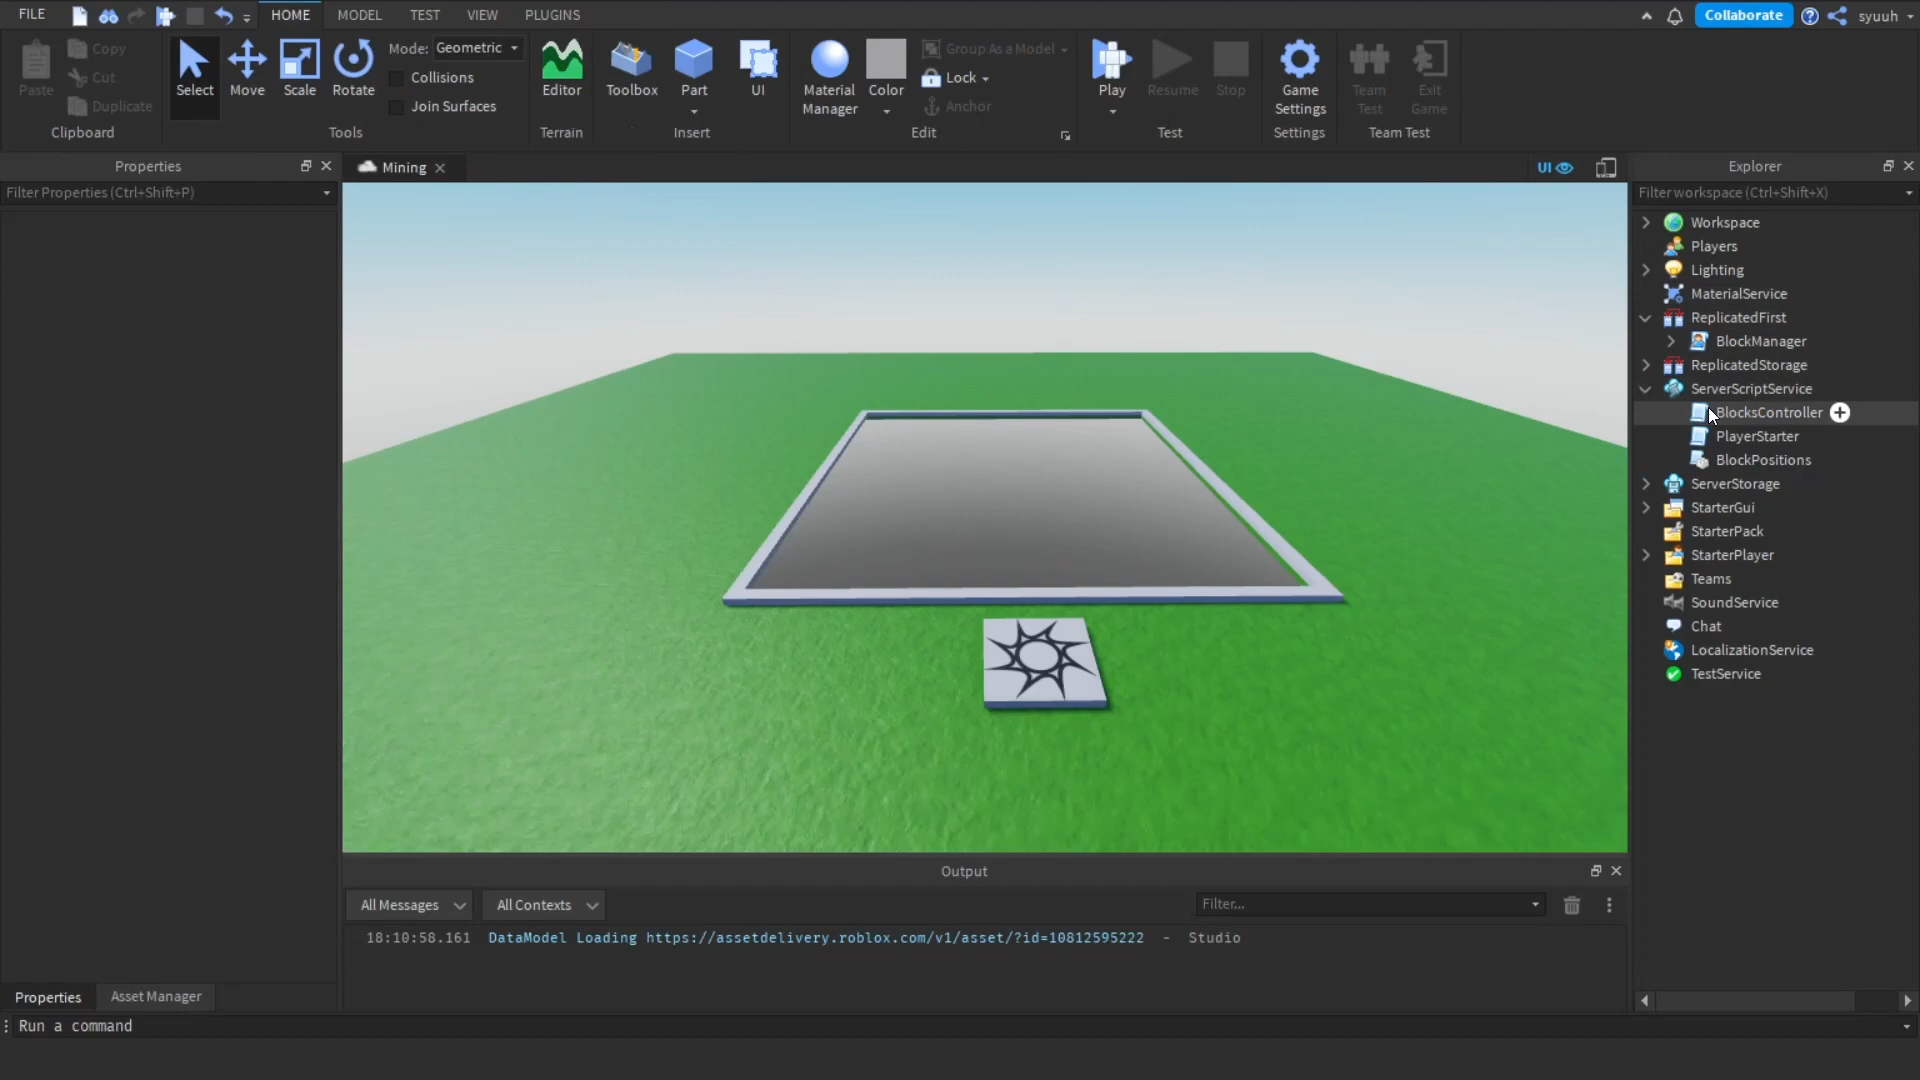 FILE HOME MODEL TEST VIEW PLUGINS Collaborate syuuh
Paste Copy Cut Duplicate Clipboard
Select Move Scale Rotate Mode: Geometric Collisions Join Surfaces Tools
Editor Terrain
Toolbox Part UI Insert
Material Manager Color Group As a Model Lock Anchor Edit
Play Resume Stop Test
Game Settings Settings
Team Test Exit Game Team Test
Properties
Filter Properties (Ctrl+Shift+P)
Mining
UI
Explorer
Filter workspace (Ctrl+Shift+X)
Workspace
Players
Lighting
MaterialService
ReplicatedFirst
BlockManager
ReplicatedStorage
ServerScriptService
BlocksController
PlayerStarter
BlockPositions
ServerStorage
StarterGui
StarterPack
StarterPlayer
Teams
SoundService
Chat
LocalizationService
TestService
Output
All Messages All Contexts Filter...
18:10:58.161 DataModel Loading https://assetdelivery.roblox.com/v1/asset/?id=10812595222 - Studio
Properties Asset Manager
Run a command